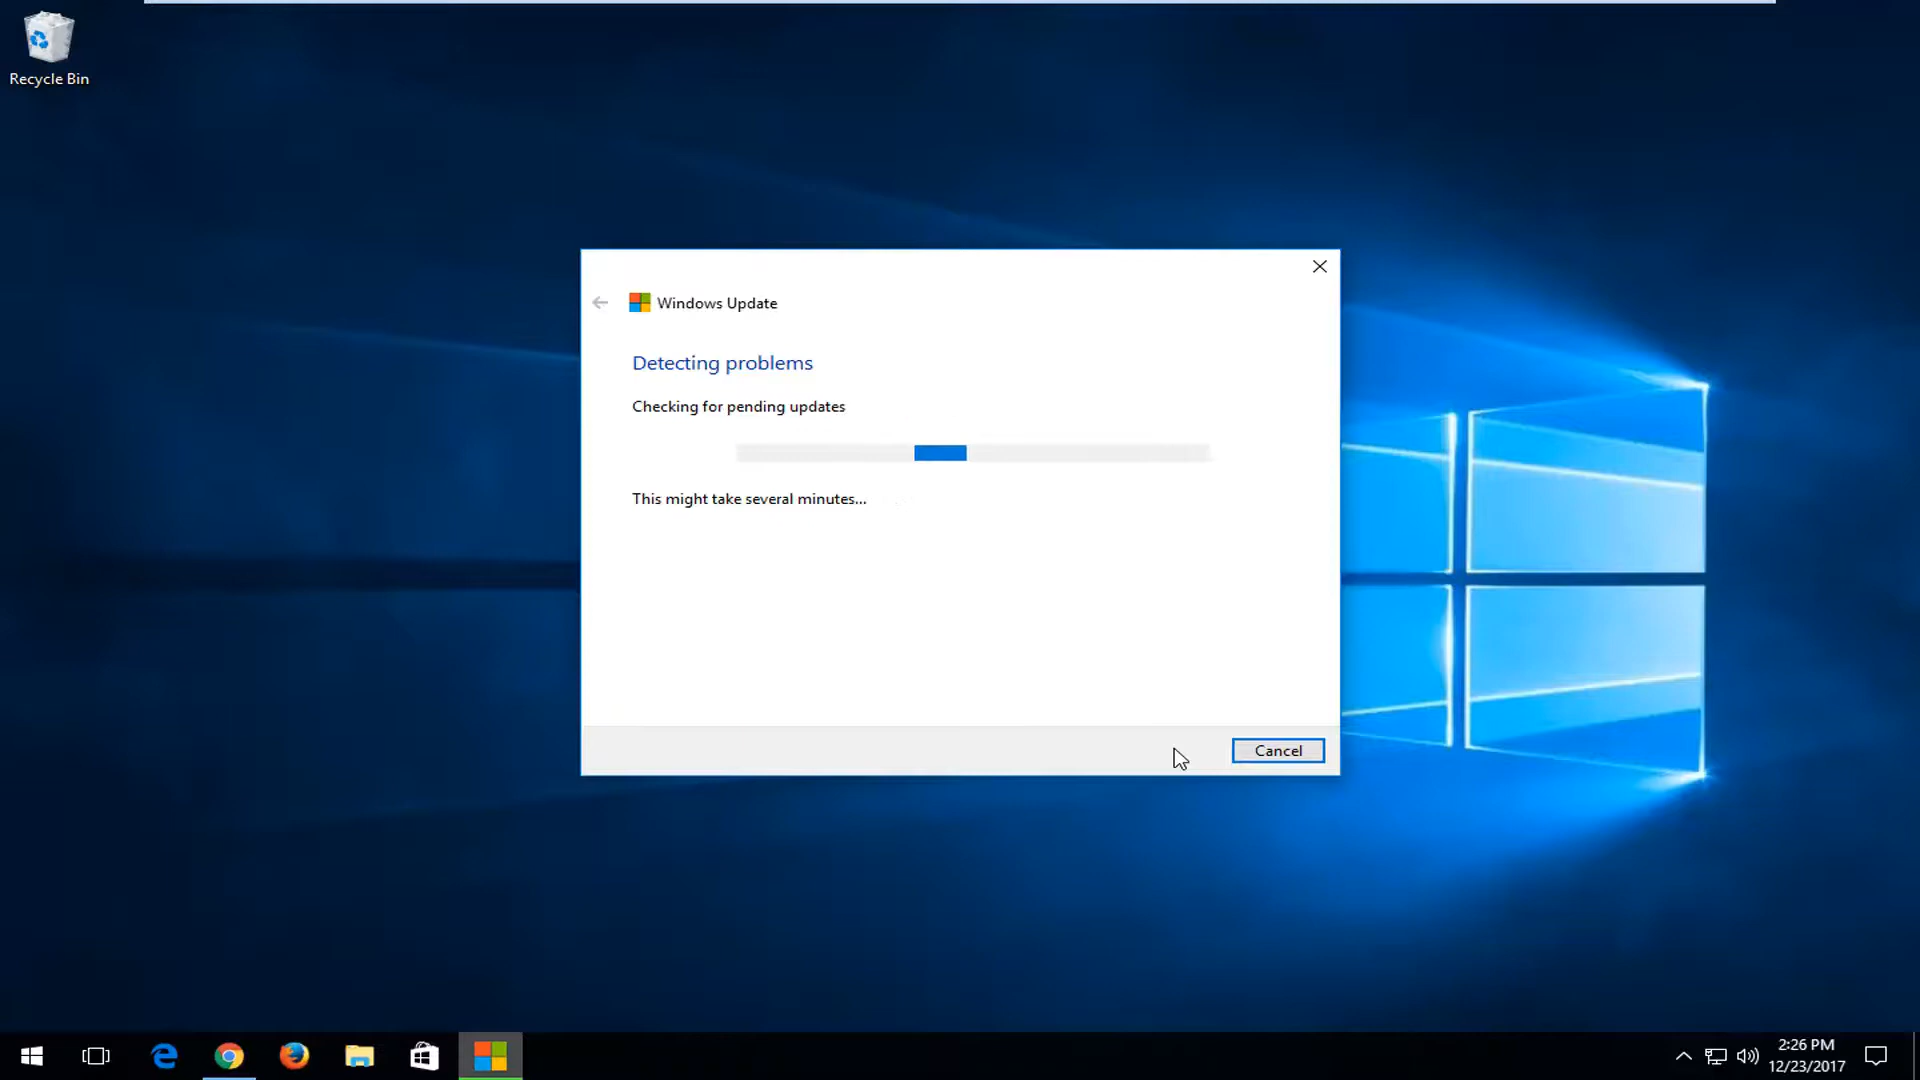 Recycle Bin
Windows Update
Detecting problems
Checking for pending updates
This might take several minutes...
Cancel
2:26 PM
12/23/2017